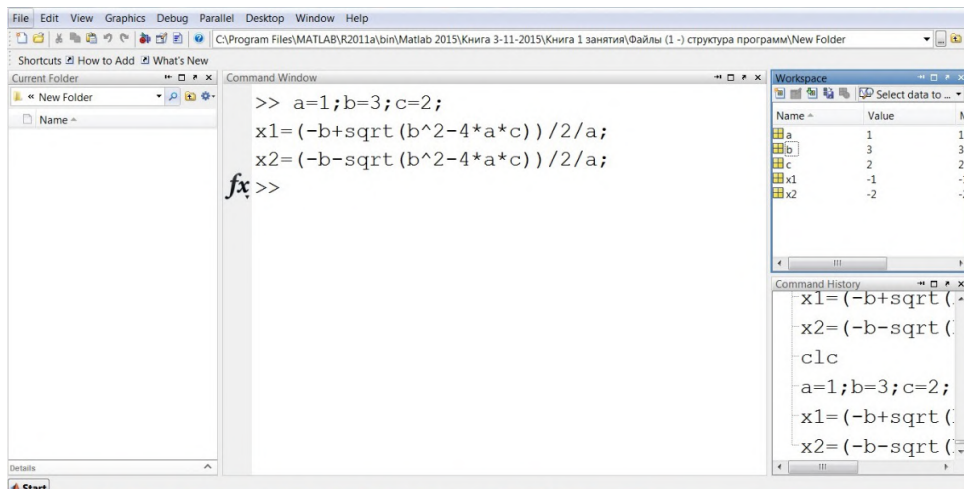 File Edit View Graphics Debug Parallel Desktop Window Help
C:\Program Files\MATLAB\R2011a\bin\Matlab 2015\Книга 3-11-2015\Книга 1 занятия\Файлы (1 -) структура программ\New Folder
Shortcuts How to Add What's New
Current Folder
« New Folder
Name
Details
Command Window
>> a=1;b=3;c=2;
x1=(-b+sqrt(b^2-4*a*c))/2/a;
x2=(-b-sqrt(b^2-4*a*c))/2/a;
fx >>
Workspace
Select data to ...
Name Value
a 1 1
b 3 3
c 2 2
x1 -1
x2 -2
Command History
x1=(-b+sqrt(
x2=(-b-sqrt(
clc
a=1;b=3;c=2;
x1=(-b+sqrt(
x2=(-b-sqrt(
Start